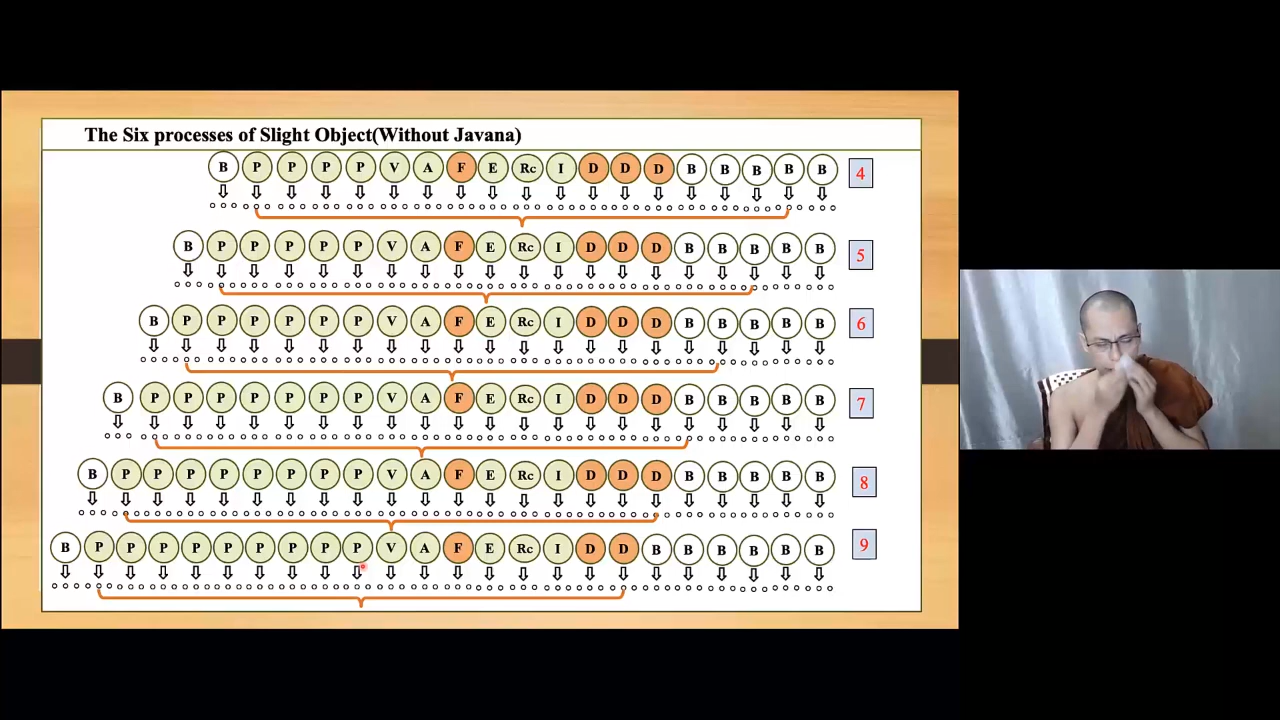 The Six processes of Slight Object(Without Javana)
B P P P P V A F E Rc I D D D B B B B B 4
B P P P P P V A F E Rc I D D D B B B B B 5
B P P P P P P V A F E Rc I D D D B B B B B 6
B P P P P P P P V A F E Rc I D D D B B B B B 7
B P P P P P P P P V A F E Rc I D D D B B B B B 8
B P P P P P P P P P V A F E Rc I D D B B B B B B 9